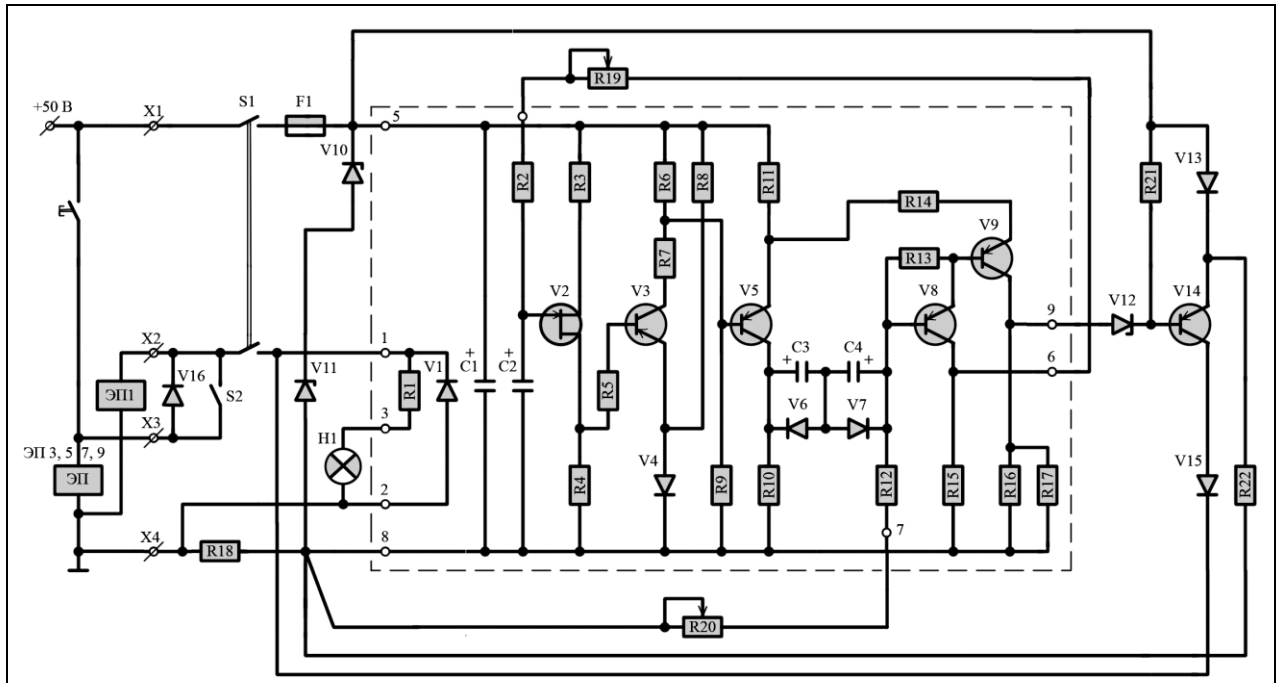 R19
+50 В
X1
S1
F1
5
V10
R2
R3
R6
R8
R11
R21
V13
R14
V9
R7
V2
V3
V5
R13
V8
9
V12
V14
X2
1
+
C1
+
C2
C3
+
C4
+
6
V16
V11
R1
V1
ЭП1
S2
R5
V6
V7
X3
3
H1
ЭП 3, 5, 7, 9
ЭП
V4
R4
R9
R10
R12
R15
R16
R17
V15
R22
2
7
X4
R18
8
R20